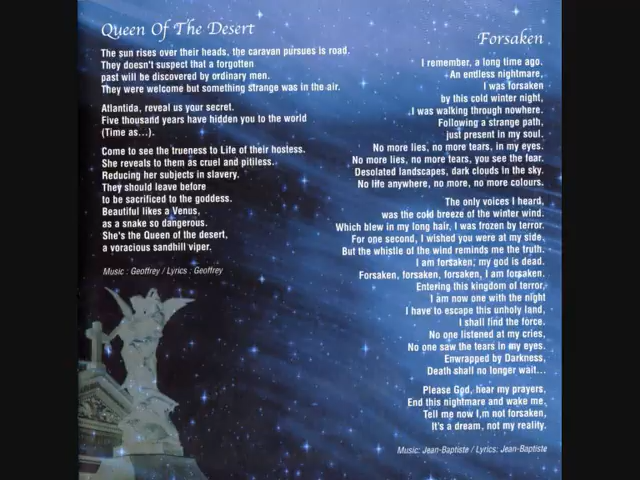 Queen Of The Desert
The sun rises over their heads, the caravan pursues is road.
They doesn't suspect that a forgotten
past will be discovered by ordinary men.
They were welcome but something strange was in the air.
Atlantida, reveal us your secret.
Five thousand years have hidden you to the world
(Time as...).
Come to see the trueness to Life of their hostess.
She reveals to them as cruel and pitiless.
Reducing her subjects in slavery.
They should leave before
to be sacrificed to the goddess.
Beautiful likes a Venus,
as a snake so dangerous.
She's the Queen of the desert,
a voracious sandhill viper.
Music : Geoffrey / Lyrics : Geoffrey
Forsaken
I remember, a long time ago.
An endless nightmare,
I was forsaken
by this cold winter night,
I was walking through nowhere.
Following a strange path,
just present in my soul.
No more lies, no more tears, in my eyes.
No more lies, no more tears, you see the fear.
Desolated landscapes, dark clouds in the sky.
No life anywhere, no more, no more colours.
The only voices I heard,
was the cold breeze of the winter wind.
Which blew in my long hair, I was frozen by terror.
For one second, I wished you were at my side.
But the whistle of the wind reminds me the truth.
I am forsaken, my god is dead.
Forsaken, forsaken, forsaken, I am forsaken.
Entering this kingdom of terror,
I am now one with the night
I have to escape this unholy land,
I shall find the force.
No one listened at my cries,
No one saw the tears in my eyes.
Enwrapped by Darkness,
Death shall no longer wait...
Please God, hear my prayers,
End this nightmare and wake me,
Tell me now I,m not forsaken,
It's a dream, not my reality.
Music: Jean-Baptiste / Lyrics: Jean-Baptiste